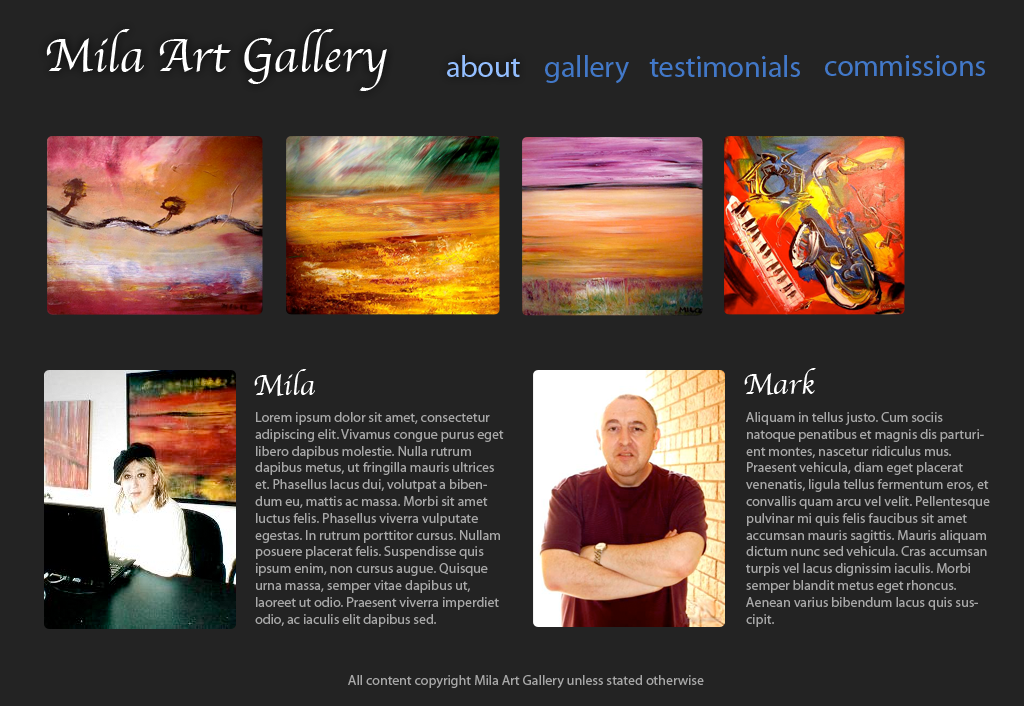 Mila Art Gallery
about gallery testimonials commissions
Mila
Lorem ipsum dolor sit amet, consectetur
adipiscing elit. Vivamus congue purus eget
libero dapibus molestie. Nulla rutrum
dapibus metus, ut fringilla mauris ultrices
et. Phasellus lacus dui, volutpat a biben-
dum eu, mattis ac massa. Morbi sit amet
luctus felis. Phasellus viverra vulputate
egestas. In rutrum porttitor cursus. Nullam
posuere placerat felis. Suspendisse quis
ipsum enim, non cursus augue. Quisque
urna massa, semper vitae dapibus ut,
laoreet ut odio. Praesent viverra imperdiet
odio, ac iaculis elit dapibus sed.
Mark
Aliquam in tellus justo. Cum sociis
natoque penatibus et magnis dis parturi-
ent montes, nascetur ridiculus mus.
Praesent vehicula, diam eget placerat
venenatis, ligula tellus fermentum eros, et
convallis quam arcu vel velit. Pellentesque
pulvinar mi quis felis faucibus sit amet
accumsan mauris sagittis. Mauris aliquam
dictum nunc sed vehicula. Cras accumsan
turpis vel lacus dignissim iaculis. Morbi
semper blandit metus eget rhoncus.
Aenean varius bibendum lacus quis sus-
cipit.
All content copyright Mila Art Gallery unless stated otherwise